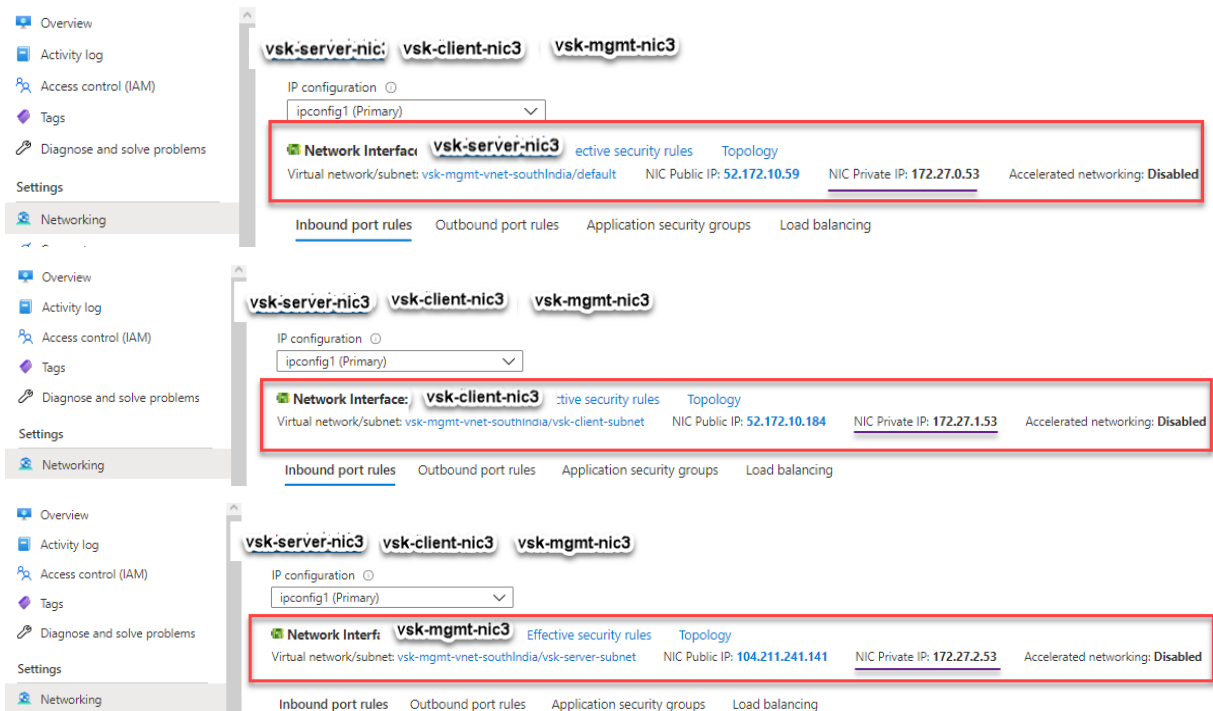 Overview
Activity log
Access control (IAM)
Tags
Diagnose and solve problems
Settings
Networking
vsk-server-nic3 vsk-client-nic3 vsk-mgmt-nic3
IP configuration
ipconfig1 (Primary)
Network Interface vsk-server-nic3 ective security rules Topology
Virtual network/subnet: vsk-mgmt-vnet-southIndia/default NIC Public IP: 52.172.10.59 NIC Private IP: 172.27.0.53 Accelerated networking: Disabled
Inbound port rules Outbound port rules Application security groups Load balancing
Overview
Activity log
Access control (IAM)
Tags
Diagnose and solve problems
Settings
Networking
vsk-server-nic3 vsk-client-nic3 vsk-mgmt-nic3
IP configuration
ipconfig1 (Primary)
Network Interface: vsk-client-nic3 ctive security rules Topology
Virtual network/subnet: vsk-mgmt-vnet-southIndia/vsk-client-subnet NIC Public IP: 52.172.10.184 NIC Private IP: 172.27.1.53 Accelerated networking: Disabled
Inbound port rules Outbound port rules Application security groups Load balancing
Overview
Activity log
Access control (IAM)
Tags
Diagnose and solve problems
Settings
Networking
vsk-server-nic3 vsk-client-nic3 vsk-mgmt-nic3
IP configuration
ipconfig1 (Primary)
Network Interfa vsk-mgmt-nic3 Effective security rules Topology
Virtual network/subnet: vsk-mgmt-vnet-southIndia/vsk-server-subnet NIC Public IP: 104.211.241.141 NIC Private IP: 172.27.2.53 Accelerated networking: Disabled
Inbound port rules Outbound port rules Application security groups Load balancing